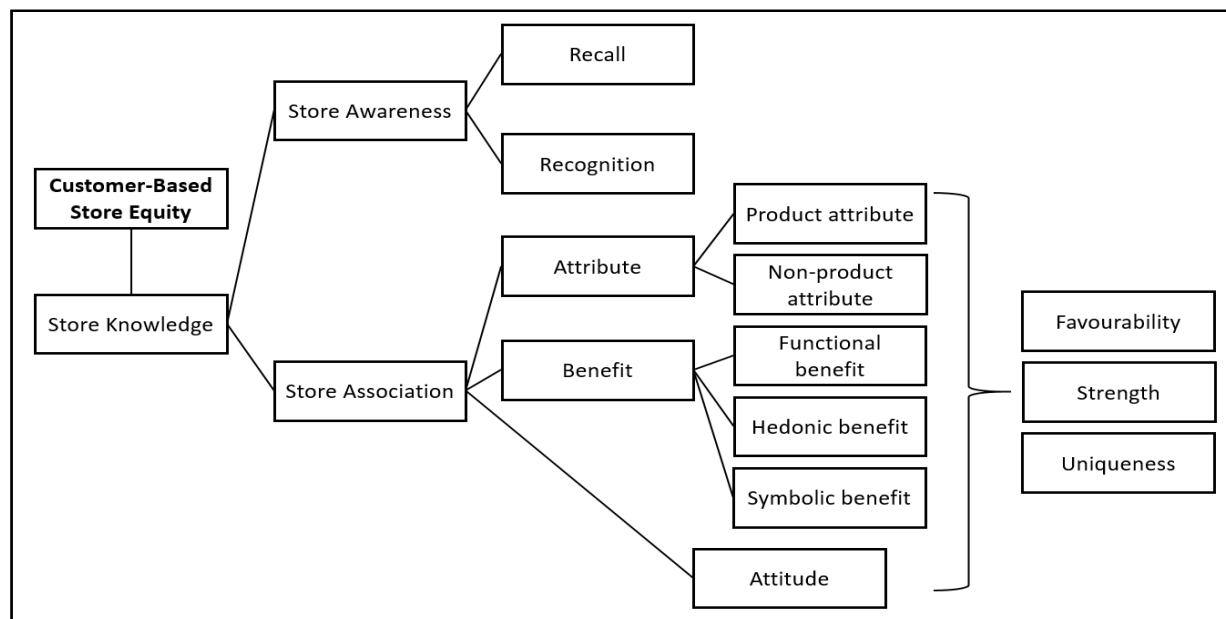 Customer-Based
Store Equity
Store Knowledge
Store Awareness
Store Association
Recall
Recognition
Attribute
Benefit
Attitude
Product attribute
Non-product
attribute
Functional
benefit
Hedonic benefit
Symbolic benefit
Favourability
Strength
Uniqueness